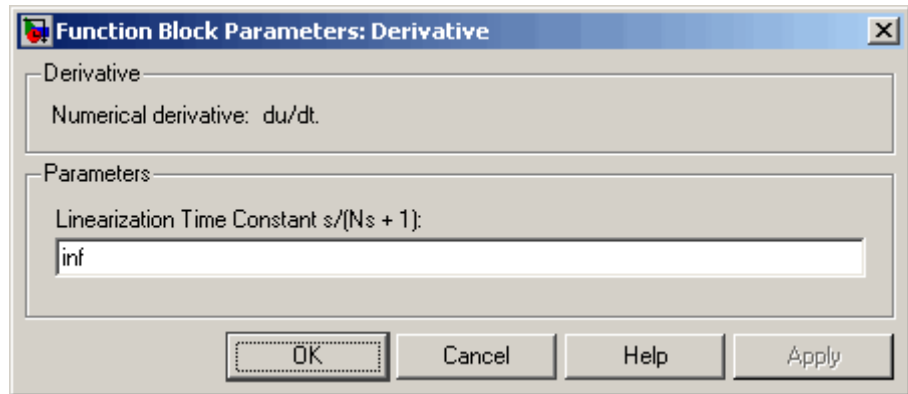 Function Block Parameters: Derivative
Derivative
Numerical derivative: du/dt.
Parameters
Linearization Time Constant s/(Ns + 1):
inf
OK Cancel Help Apply